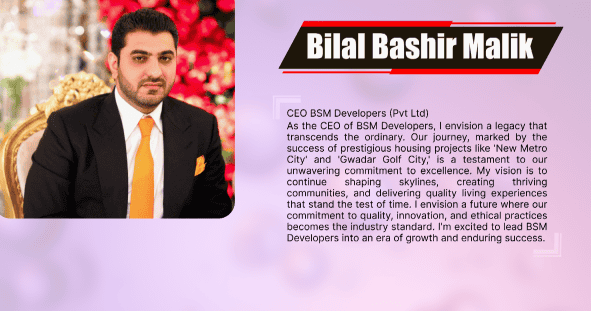 Bilal Bashir Malik
CEO BSM Developers (Pvt Ltd)
As the CEO of BSM Developers, I envision a legacy that
transcends the ordinary. Our journey, marked by the
success of prestigious housing projects like 'New Metro
City' and 'Gwadar Golf City,' is a testament to our
unwavering commitment to excellence. My vision is to
continue shaping skylines, creating thriving
communities, and delivering quality living experiences
that stand the test of time. I envision a future where our
commitment to quality, innovation, and ethical practices
becomes the industry standard. I'm excited to lead BSM
Developers into an era of growth and enduring success.